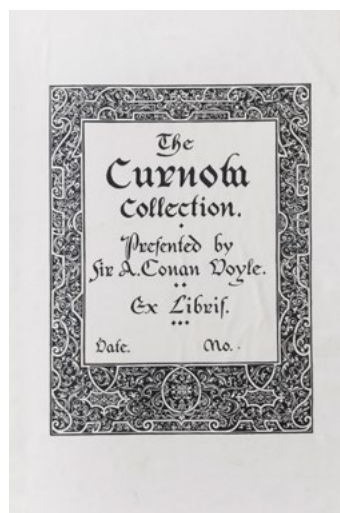 The
Curnow
Collection.
Presented by
Sir A. Conan Doyle.
Ex Libris.
Date. No.